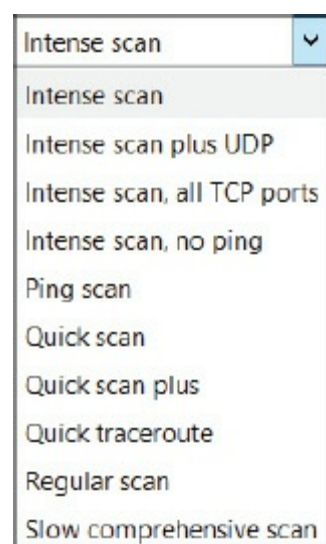 Intense scan
Intense scan
Intense scan plus UDP
Intense scan, all TCP ports
Intense scan, no ping
Ping scan
Quick scan
Quick scan plus
Quick traceroute
Regular scan
Slow comprehensive scan